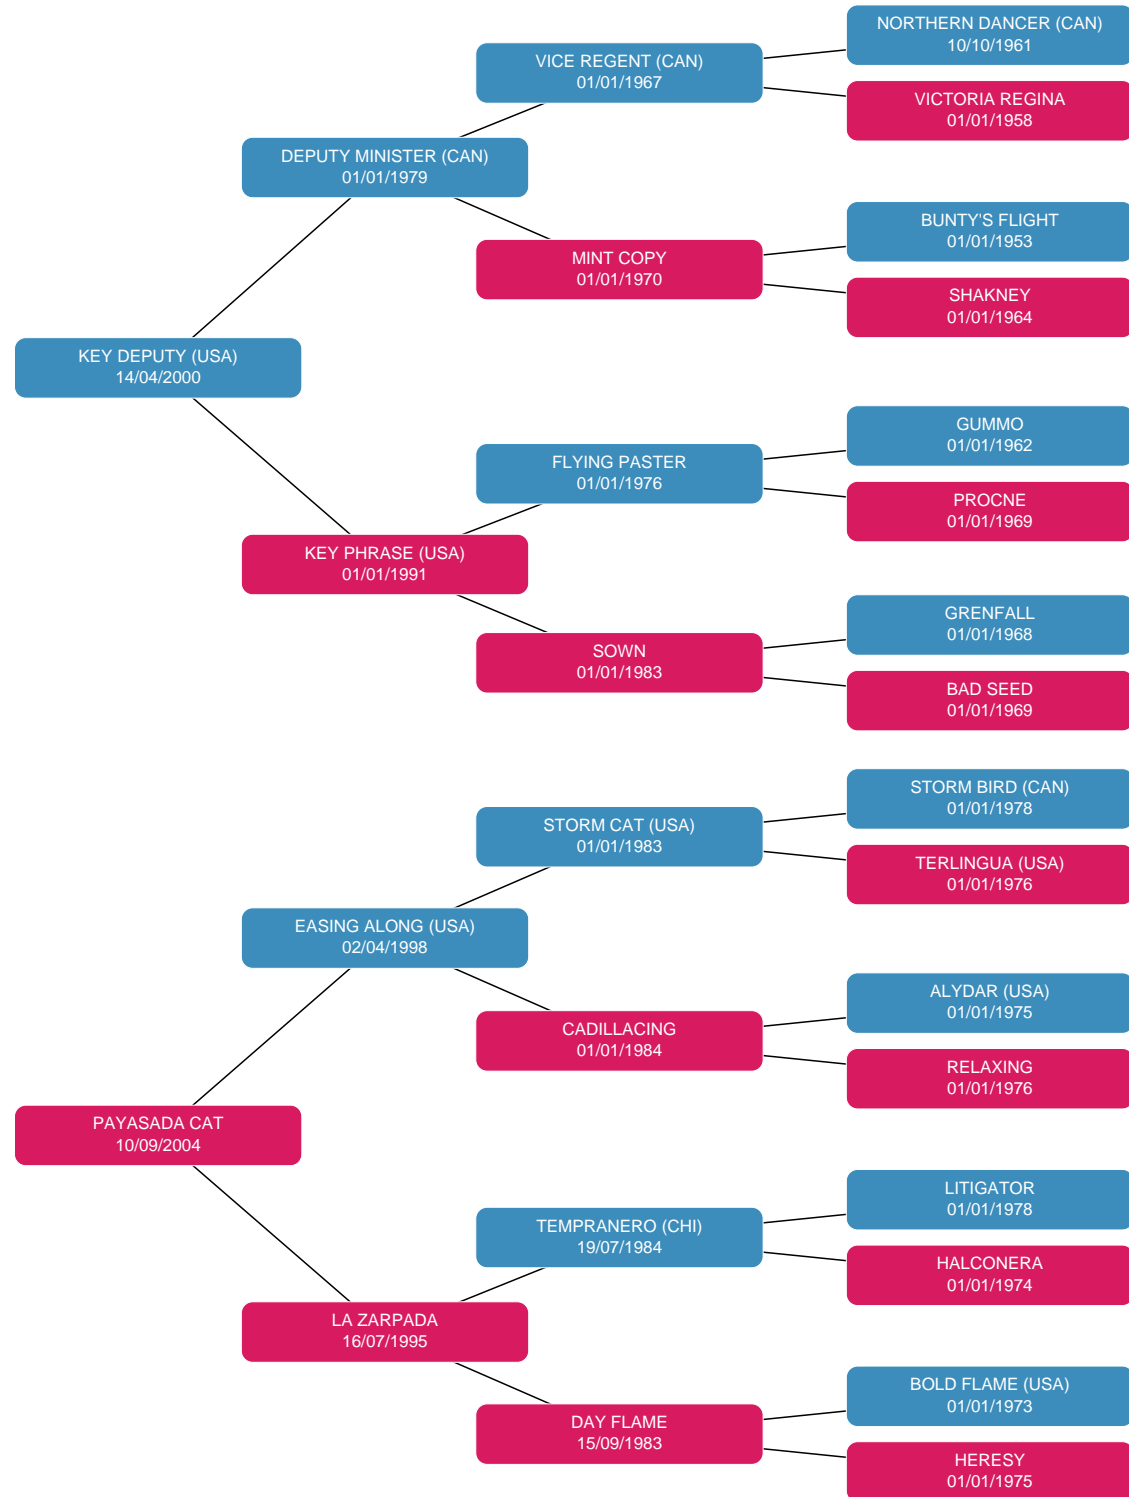 NORTHERN DANCER (CAN)
10/10/1961
VICE REGENT (CAN)
01/01/1967
VICTORIA REGINA
01/01/1958
DEPUTY MINISTER (CAN)
01/01/1979
BUNTY'S FLIGHT
01/01/1953
MINT COPY
01/01/1970
SHAKNEY
01/01/1964
KEY DEPUTY (USA)
14/04/2000
GUMMO
01/01/1962
FLYING PASTER
01/01/1976
PROCNE
01/01/1969
KEY PHRASE (USA)
01/01/1991
GRENFALL
01/01/1968
SOWN
01/01/1983
BAD SEED
01/01/1969
STORM BIRD (CAN)
01/01/1978
STORM CAT (USA)
01/01/1983
TERLINGUA (USA)
01/01/1976
EASING ALONG (USA)
02/04/1998
ALYDAR (USA)
01/01/1975
CADILLACING
01/01/1984
RELAXING
01/01/1976
PAYASADA CAT
10/09/2004
LITIGATOR
01/01/1978
TEMPRANERO (CHI)
19/07/1984
HALCONERA
01/01/1974
LA ZARPADA
16/07/1995
BOLD FLAME (USA)
01/01/1973
DAY FLAME
15/09/1983
HERESY
01/01/1975